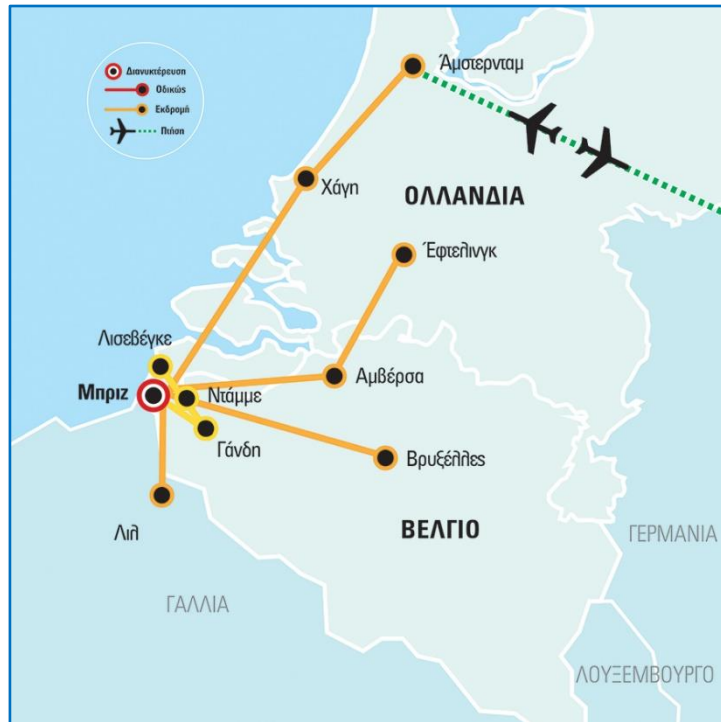 Διανυκτέρευση
Οδικώς
Εκδρομή
Πτήση
Άμστερνταμ
Χάγη
ΟΛΛΑΝΔΙΑ
Έφτελινγκ
Λισεβέγκε
Μπριζ
Ντάμμε
Αμβέρσα
Γάνδη
Βρυξέλλες
Λιλ
ΒΕΛΓΙΟ
ΓΕΡΜΑΝΙΑ
ΓΑΛΛΙΑ
ΛΟΥΞΕΜΒΟΥΡΓΟ